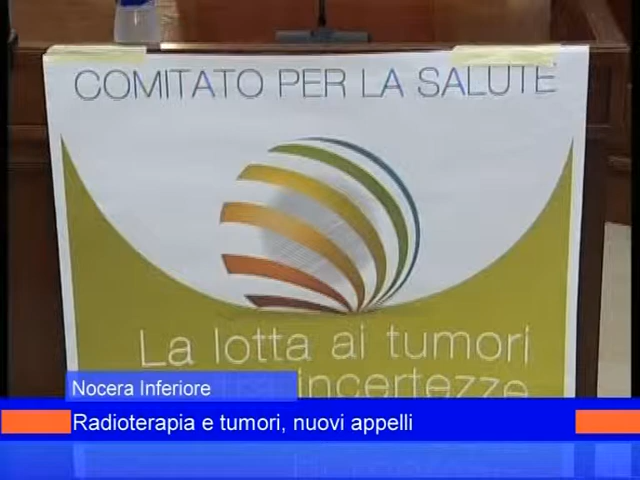 COMITATO PER LA SALUTE
La lotta ai tumori
incertezze
Nocera Inferiore
Radioterapia e tumori, nuovi appelli